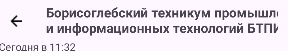 Борисоглебский техникум промышл
и информационных технологий БТПИ
Сегодня в 11:32